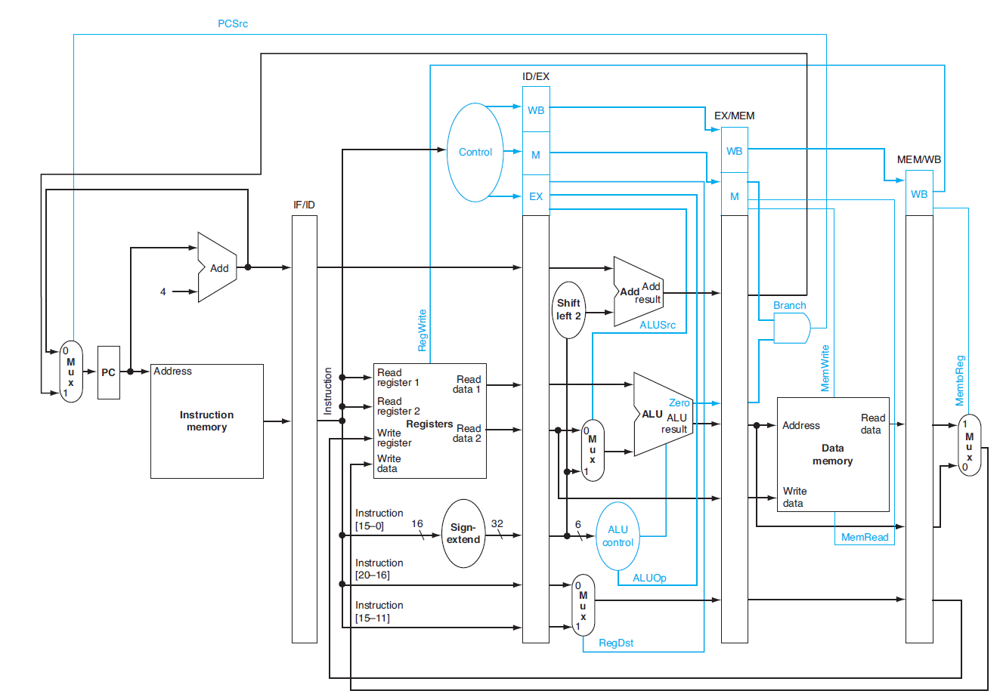 PCSrc
ID/EX
WB
Control
M
EX
EX/MEM
WB
M
MEM/WB
WB
IF/ID
Add
4
0
M
u
x
1
PC
Address
Instruction
memory
Instruction
RegWrite
Read
register 1
Read
register 2
Write
register
Write
data
Registers
Read
data 1
Read
data 2
Instruction
[15–0]
16
Sign-
extend
32
Instruction
[20–16]
Instruction
[15–11]
Shift
left 2
Add
Add
result
ALUSrc
Zero
ALU
ALU
result
0
M
u
x
1
6
ALU
control
ALUOp
0
M
u
x
1
RegDst
Branch
MemWrite
Address
Read
data
Data
memory
Write
data
MemRead
MemtoReg
1
M
u
x
0